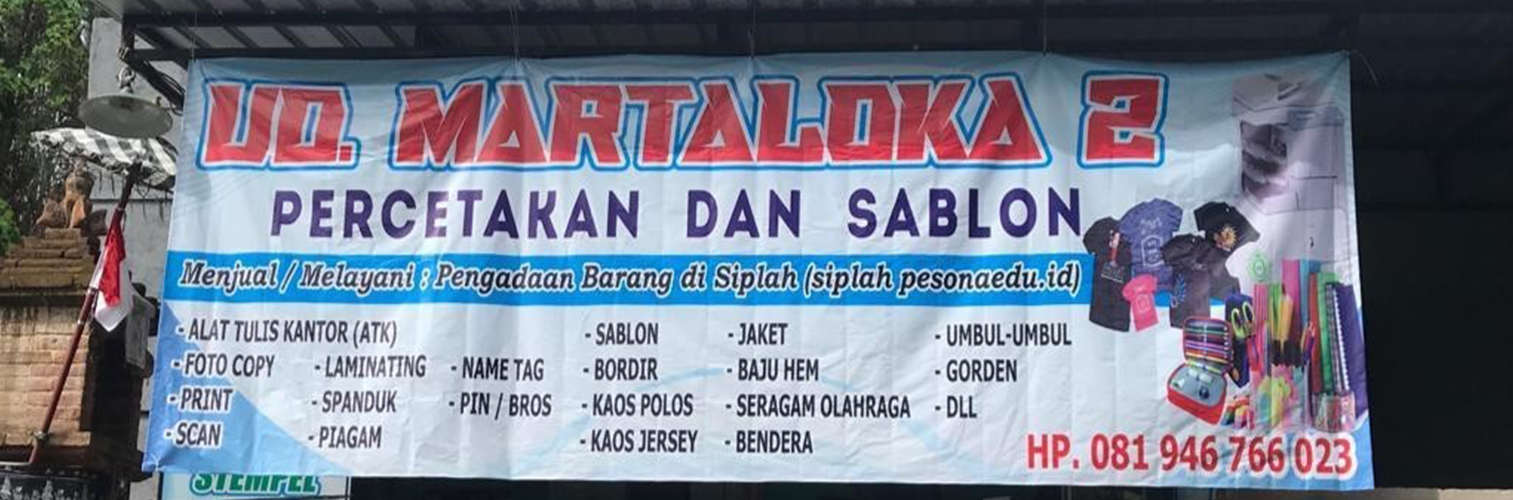 UD. MARTALOKA 2
PERCETAKAN DAN SABLON
Menjual / Melayani : Pengadaan Barang di Siplah (siplah pesonaedu.id)
- ALAT TULIS KANTOR (ATK)
- FOTO COPY
- PRINT
- SCAN
- LAMINATING
- SPANDUK
- PIAGAM
- NAME TAG
- PIN / BROS
- SABLON
- BORDIR
- KAOS POLOS
- KAOS JERSEY
- JAKET
- BAJU HEM
- SERAGAM OLAHRAGA
- BENDERA
- UMBUL-UMBUL
- GORDEN
- DLL
HP. 081 946 766 023
STEMPEL